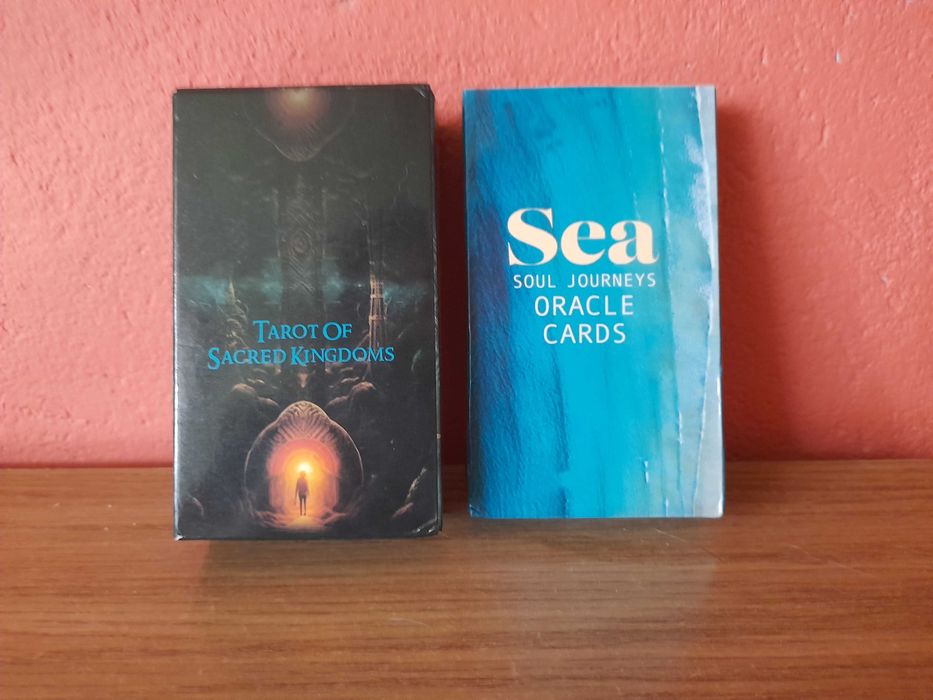 Tarot Of
Sacred Kingdoms
Sea
SOUL JOURNEYS
ORACLE
CARDS